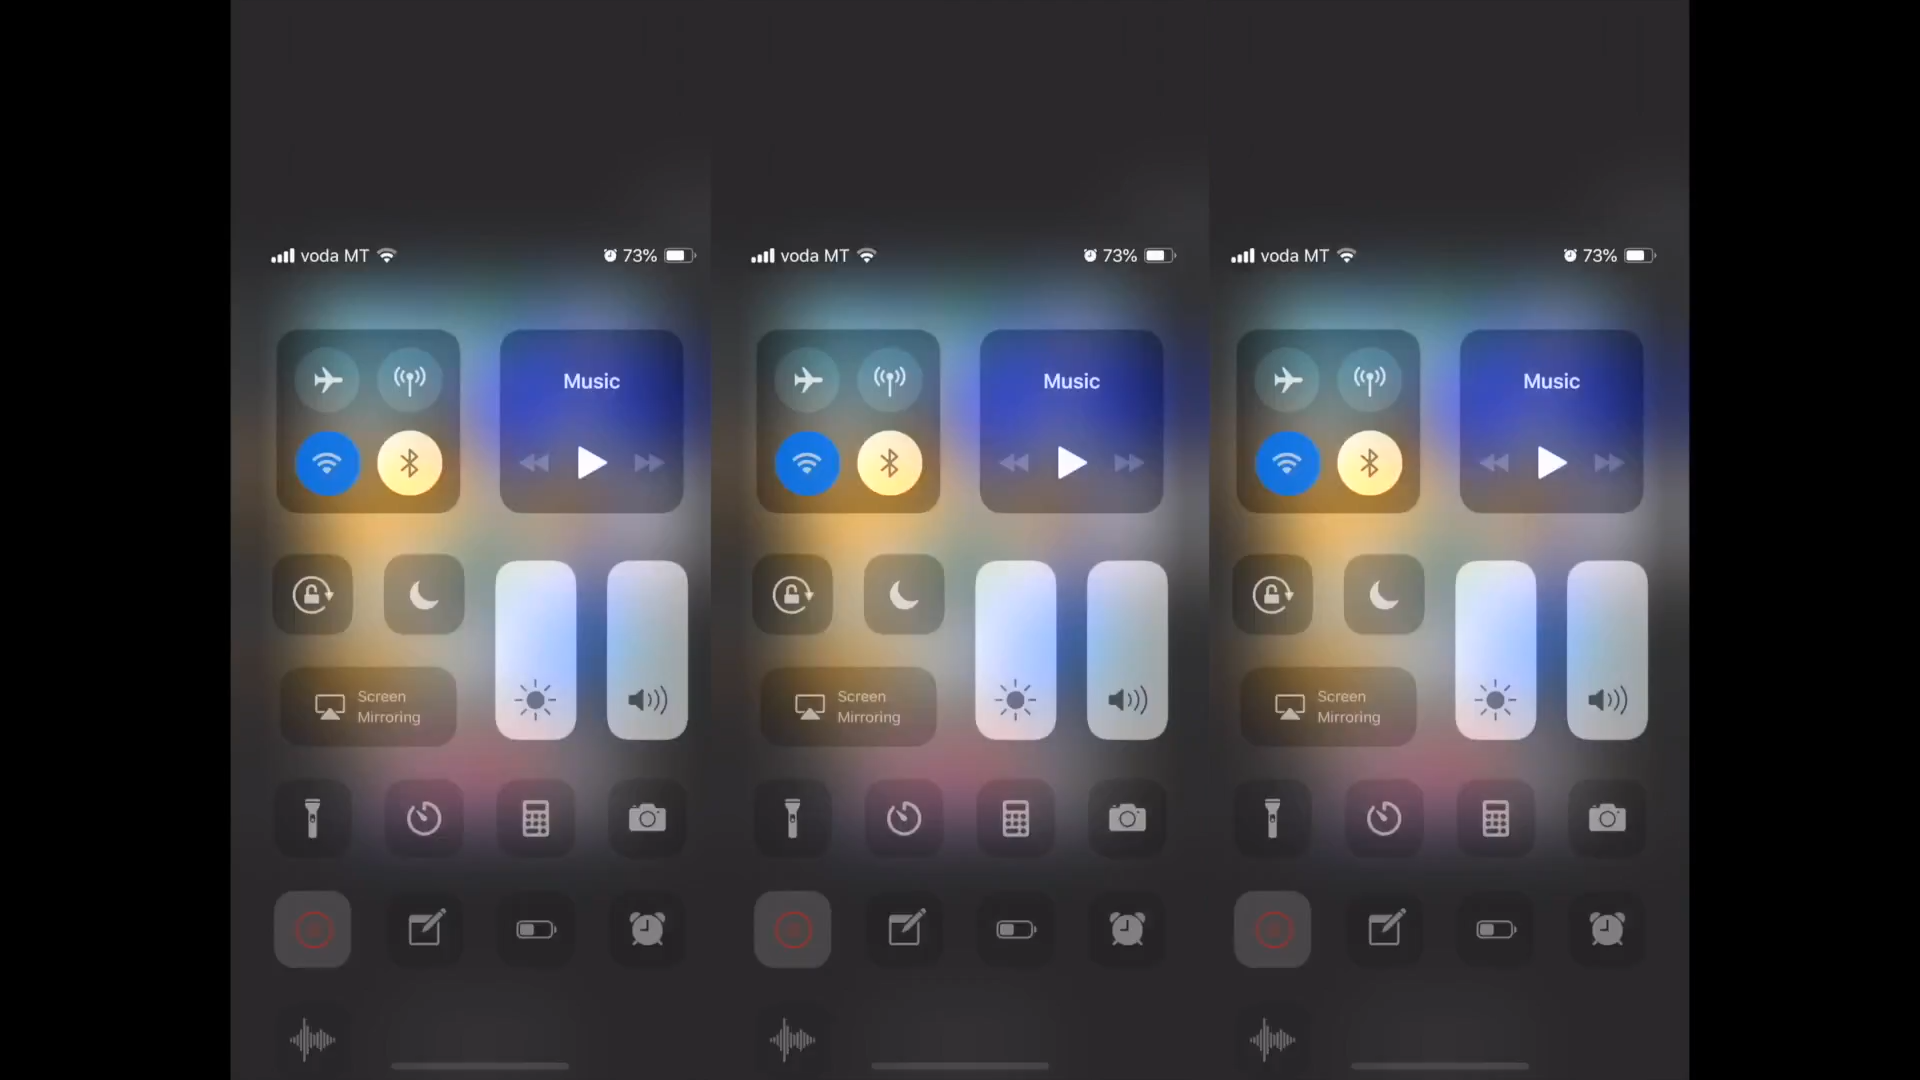 voda MT 73% voda MT 73% voda MT 73%
Music Music Music
Screen Screen Screen
Mirroring Mirroring Mirroring